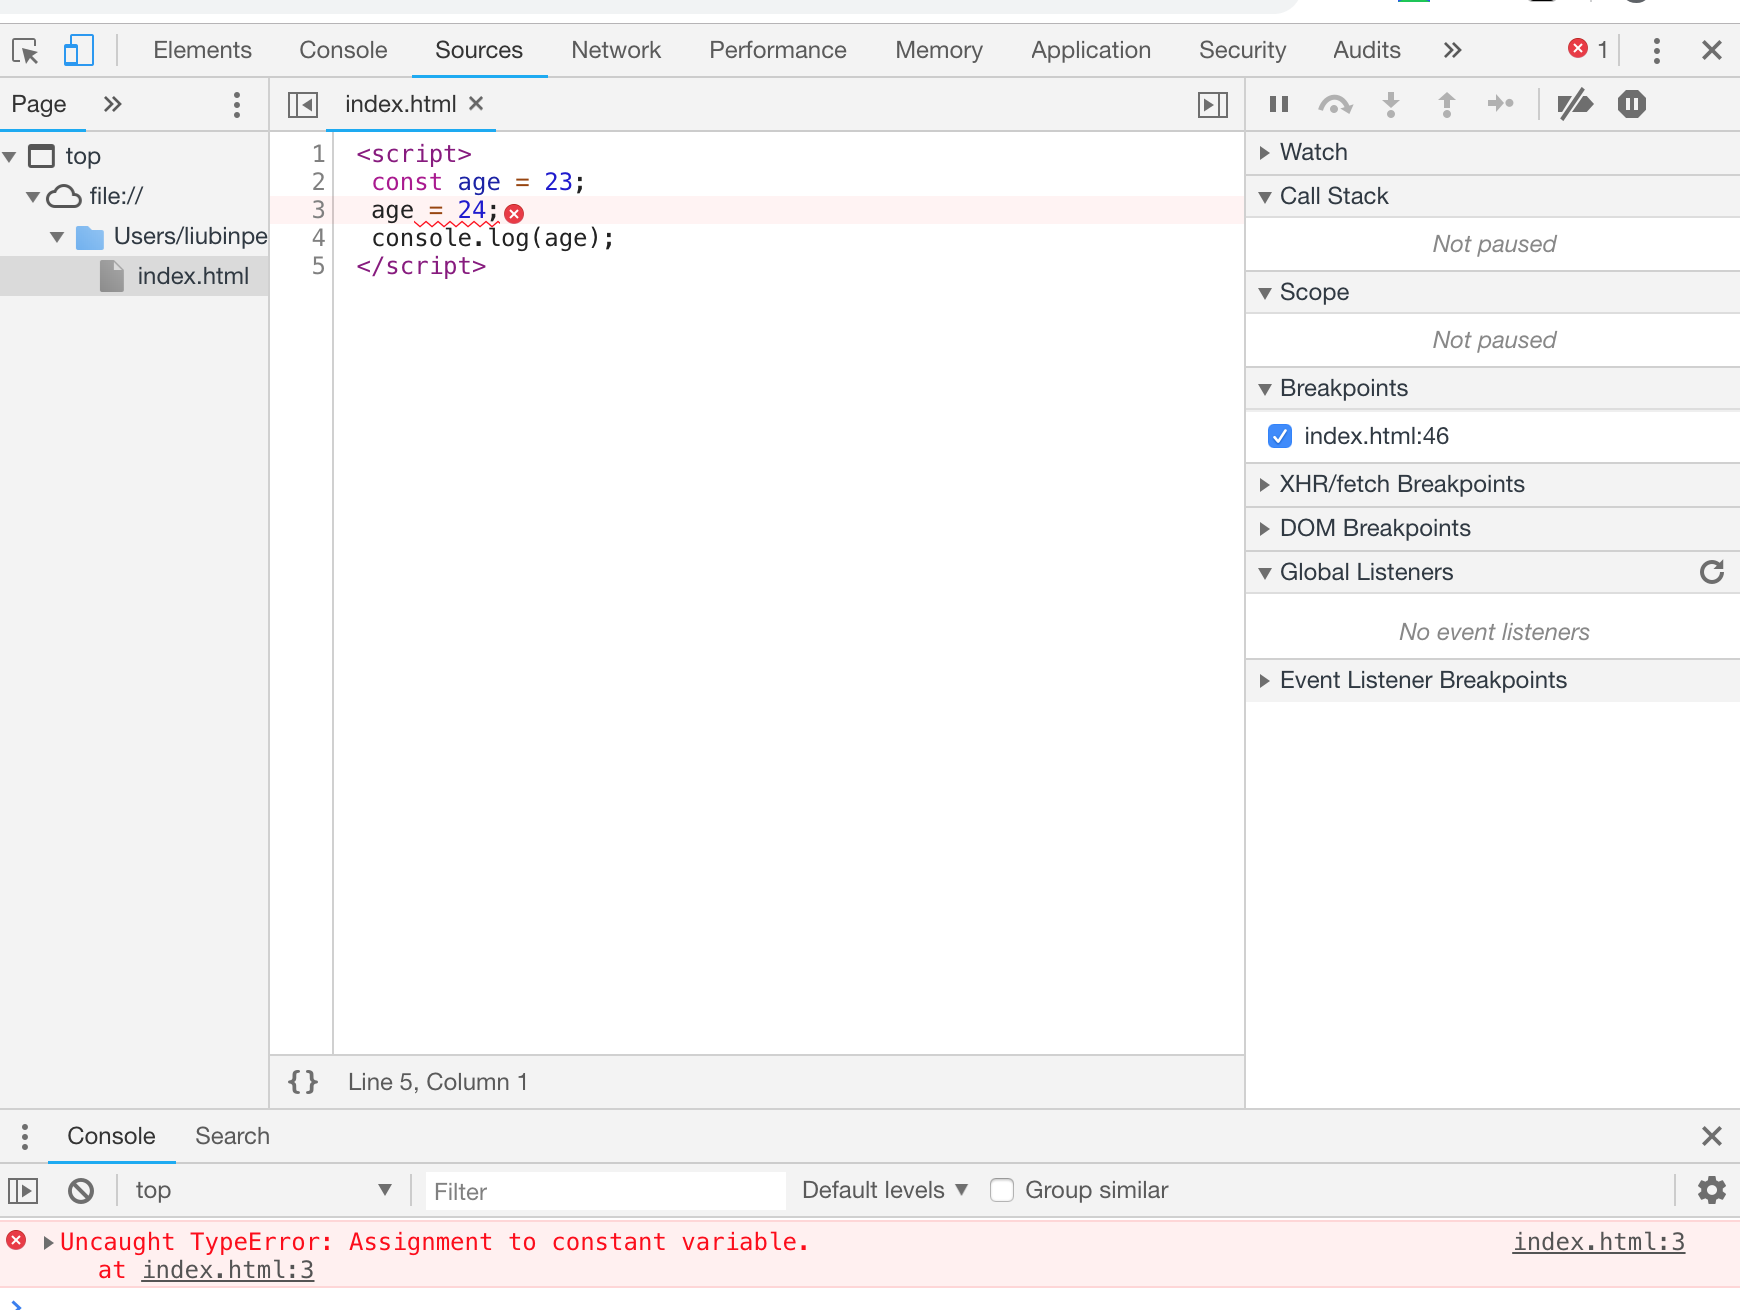 Elements Console Sources Network Performance Memory Application Security Audits » 1
Page » index.html ×
top
file://
Users/liubinpe
index.html
1 <script>
2 const age = 23;
3 age = 24;
4 console.log(age);
5 </script>
{} Line 5, Column 1
Watch
Call Stack
Not paused
Scope
Not paused
Breakpoints
index.html:46
XHR/fetch Breakpoints
DOM Breakpoints
Global Listeners
No event listeners
Event Listener Breakpoints
Console Search
top Filter Default levels Group similar
Uncaught TypeError: Assignment to constant variable. index.html:3
at index.html:3